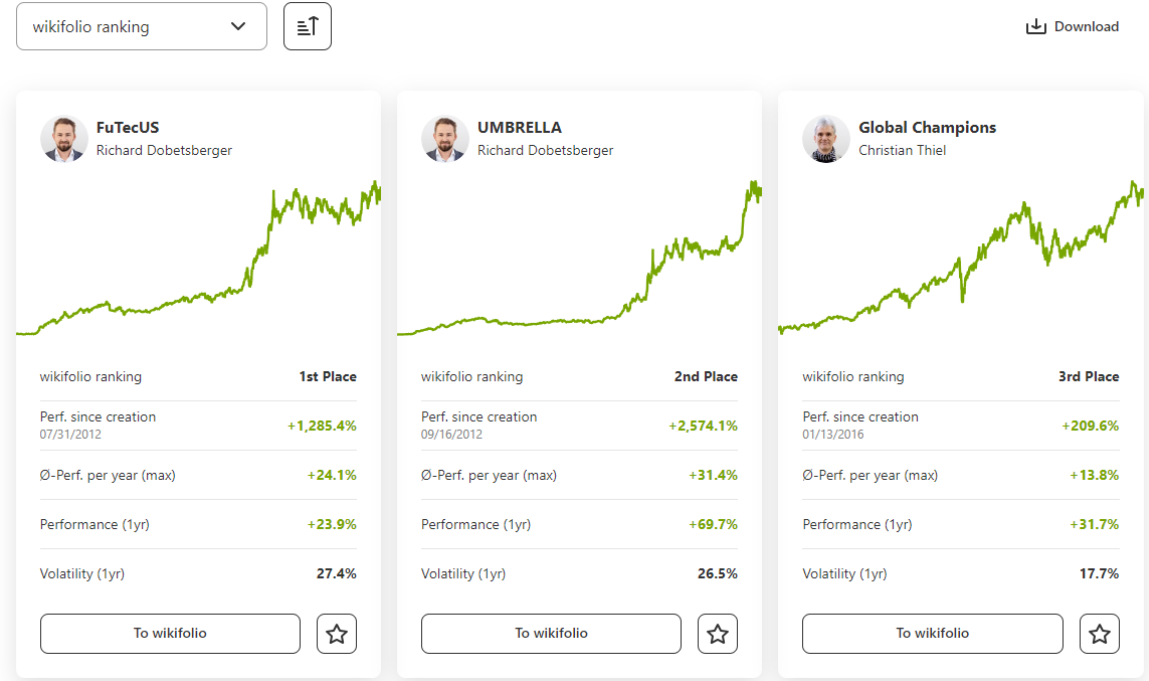 wikifolio ranking
Download
FuTecUS
Richard Dobetsberger
wikifolio ranking 1st Place
Perf. since creation
07/31/2012
+1,285.4%
Ø-Perf. per year (max) +24.1%
Performance (1yr) +23.9%
Volatility (1yr) 27.4%
To wikifolio
UMBRELLA
Richard Dobetsberger
wikifolio ranking 2nd Place
Perf. since creation
09/16/2012
+2,574.1%
Ø-Perf. per year (max) +31.4%
Performance (1yr) +69.7%
Volatility (1yr) 26.5%
To wikifolio
Global Champions
Christian Thiel
wikifolio ranking 3rd Place
Perf. since creation
01/13/2016
+209.6%
Ø-Perf. per year (max) +13.8%
Performance (1yr) +31.7%
Volatility (1yr) 17.7%
To wikifolio